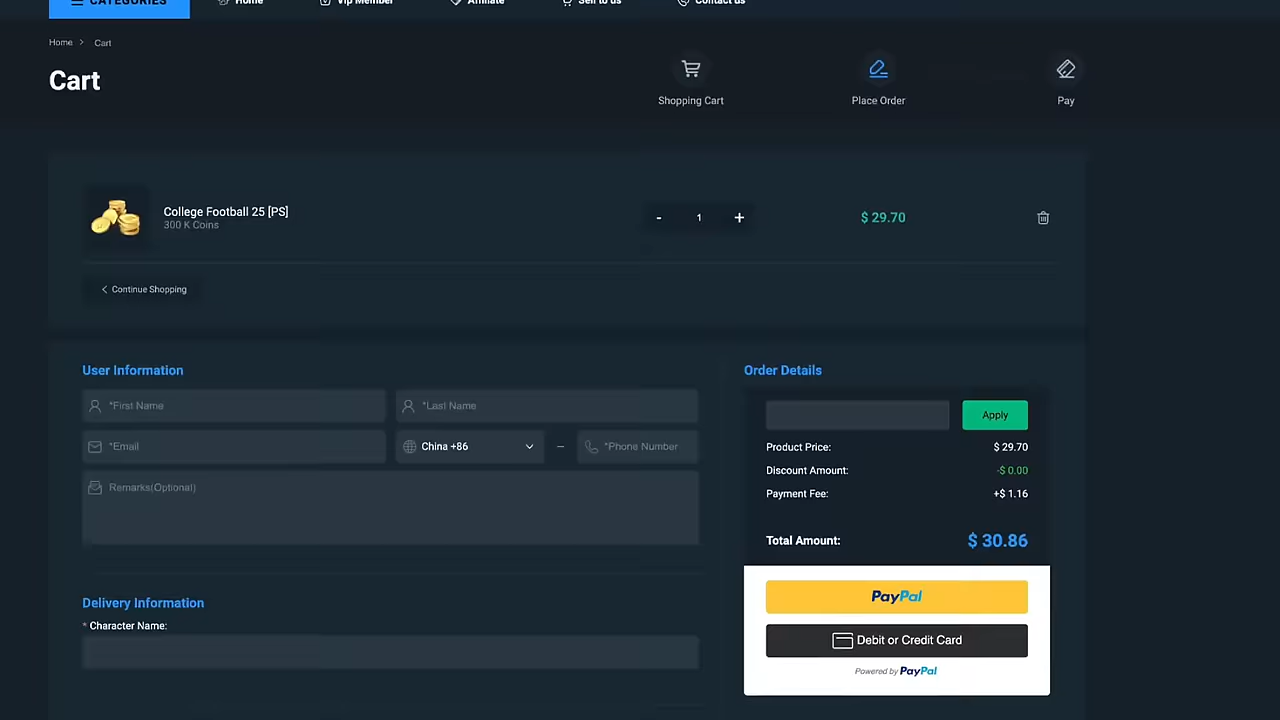 CATEGORIES Home Vip Member Affiliate Sell to us Contact us
Home > Cart
Cart
Shopping Cart Place Order Pay
College Football 25 [PS]
300 K Coins
- 1 + $ 29.70
< Continue Shopping
User Information
*First Name *Last Name
*Email China +86 – *Phone Number
Remarks(Optional)
Delivery Information
* Character Name:
Order Details
Apply
Product Price: $ 29.70
Discount Amount: -$ 0.00
Payment Fee: +$ 1.16
Total Amount: $ 30.86
PayPal
Debit or Credit Card
Powered by PayPal